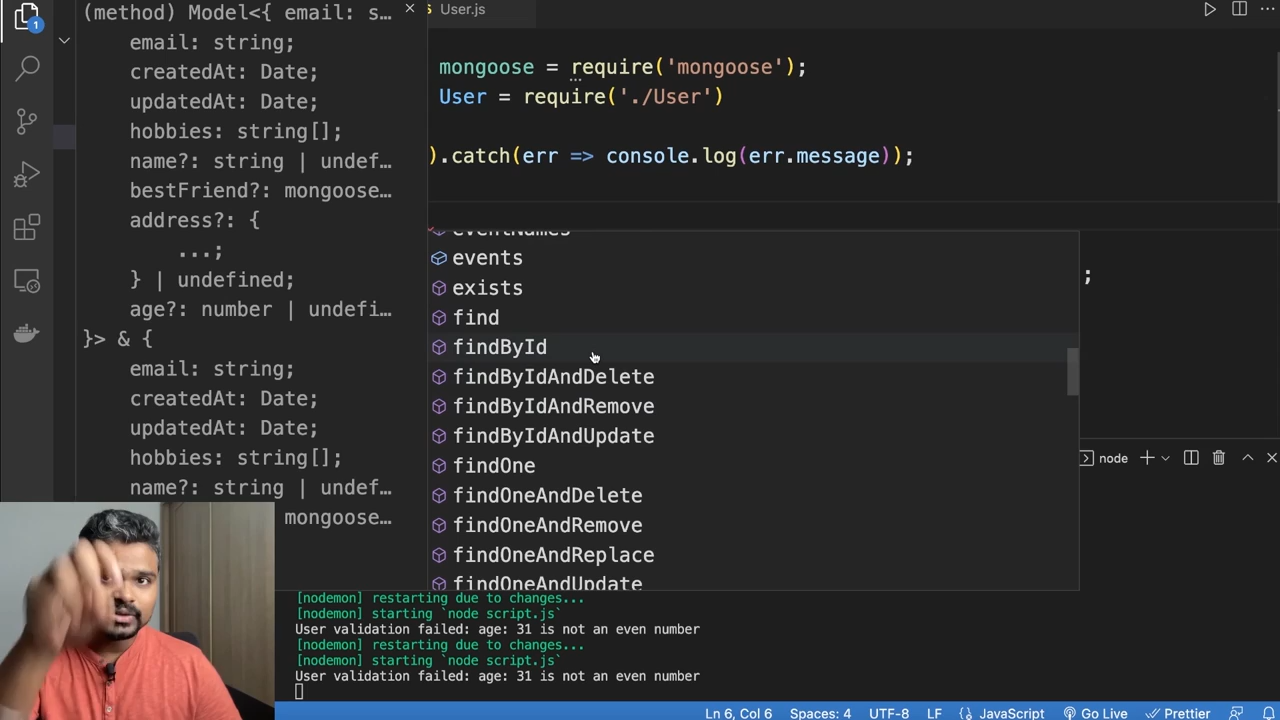 1
(method) Model<{ email: s…
email: string;
createdAt: Date;
updatedAt: Date;
hobbies: string[];
name?: string | undef…
bestFriend?: mongoose…
address?: {
...;
} | undefined;
age?: number | undefi…
}> & {
email: string;
createdAt: Date;
updatedAt: Date;
hobbies: string[];
name?: string | undef…
mongoose…
User.js
mongoose = require('mongoose');
User = require('./User')
).catch(err => console.log(err.message));
;
eventNames
events
exists
find
findById
findByIdAndDelete
findByIdAndRemove
findByIdAndUpdate
findOne
findOneAndDelete
findOneAndRemove
findOneAndReplace
findOneAndUpdate
node
[nodemon] restarting due to changes...
[nodemon] starting `node script.js`
User validation failed: age: 31 is not an even number
[nodemon] restarting due to changes...
[nodemon] starting `node script.js`
User validation failed: age: 31 is not an even number
Ln 6, Col 6 Spaces: 4 UTF-8 LF {} JavaScript Go Live Prettier